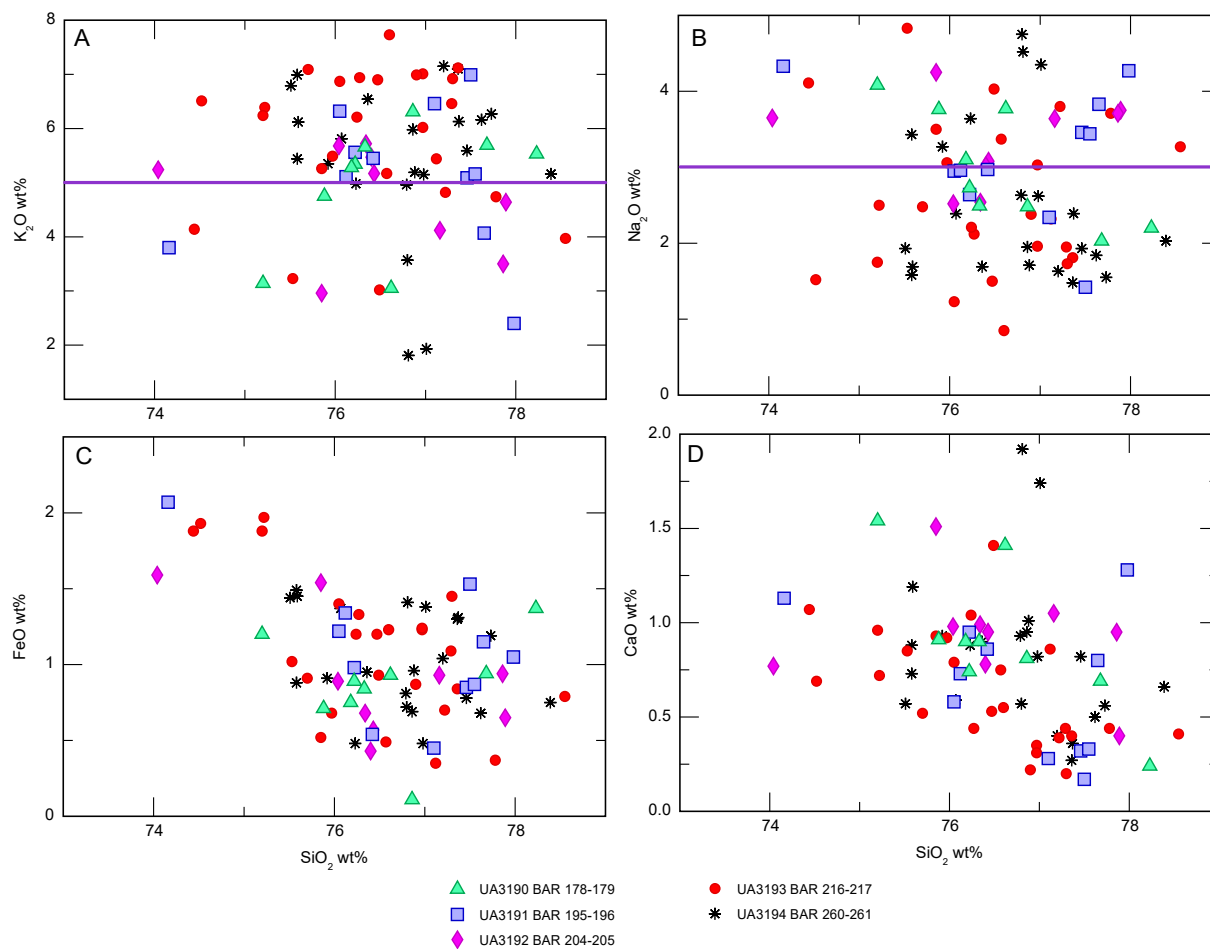 A
8
6
4
2
K2O wt%
74
76
78
B
4
2
0
Na2O wt%
74
76
78
C
2
1
0
FeO wt%
74
76
78
SiO2 wt%
D
2.0
1.5
1.0
0.5
0.0
CaO wt%
74
76
78
SiO2 wt%
UA3190 BAR 178-179
UA3191 BAR 195-196
UA3192 BAR 204-205
UA3193 BAR 216-217
UA3194 BAR 260-261